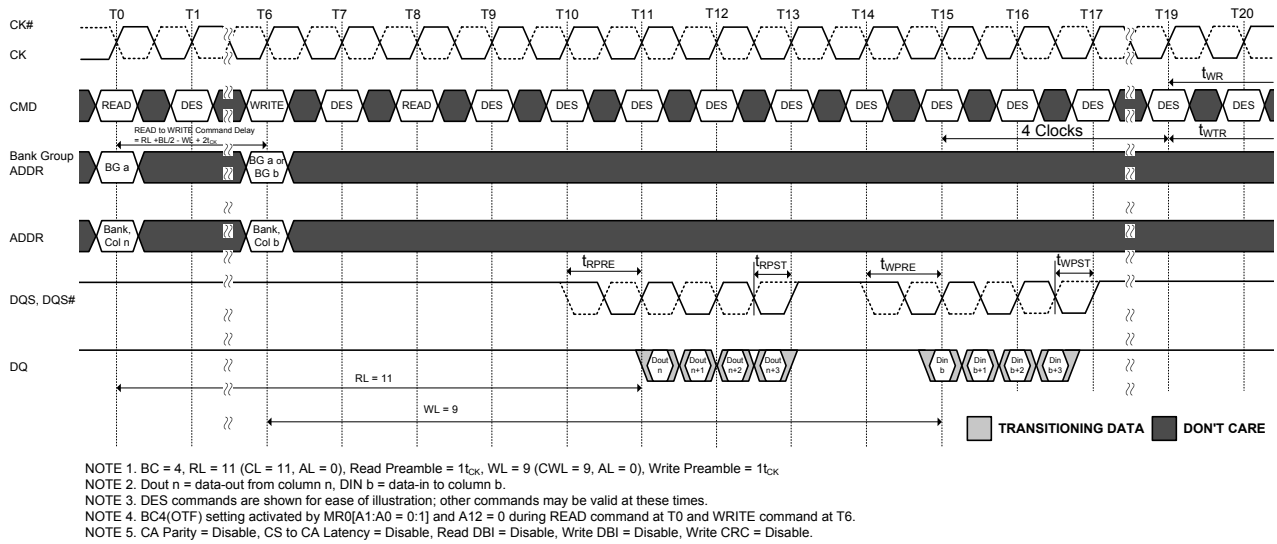 T0 T1 T6 T7 T8 T9 T10 T11 T12 T13 T14 T15 T16 T17 T19 T20
CK#
CK
tWR
CMD READ DES WRITE DES READ DES DES DES DES DES DES DES DES DES DES DES
READ to WRITE Command Delay
= RL +BL/2 - WL + 2tCK
4 Clocks tWTR
Bank Group
ADDR
BG a
BG a or
BG b
ADDR
Bank,
Col n
Bank,
Col b
tRPRE tRPST tWPRE tWPST
DQS, DQS#
DQ
Dout
n
Dout
n+1
Dout
n+2
Dout
n+3
Din
b
Din
b+1
Din
b+2
Din
b+3
RL = 11
WL = 9
TRANSITIONING DATA DON'T CARE
NOTE 1. BC = 4, RL = 11 (CL = 11, AL = 0), Read Preamble = 1tCK, WL = 9 (CWL = 9, AL = 0), Write Preamble = 1tCK
NOTE 2. Dout n = data-out from column n, DIN b = data-in to column b.
NOTE 3. DES commands are shown for ease of illustration; other commands may be valid at these times.
NOTE 4. BC4(OTF) setting activated by MR0[A1:A0 = 0:1] and A12 = 0 during READ command at T0 and WRITE command at T6.
NOTE 5. CA Parity = Disable, CS to CA Latency = Disable, Read DBI = Disable, Write DBI = Disable, Write CRC = Disable.